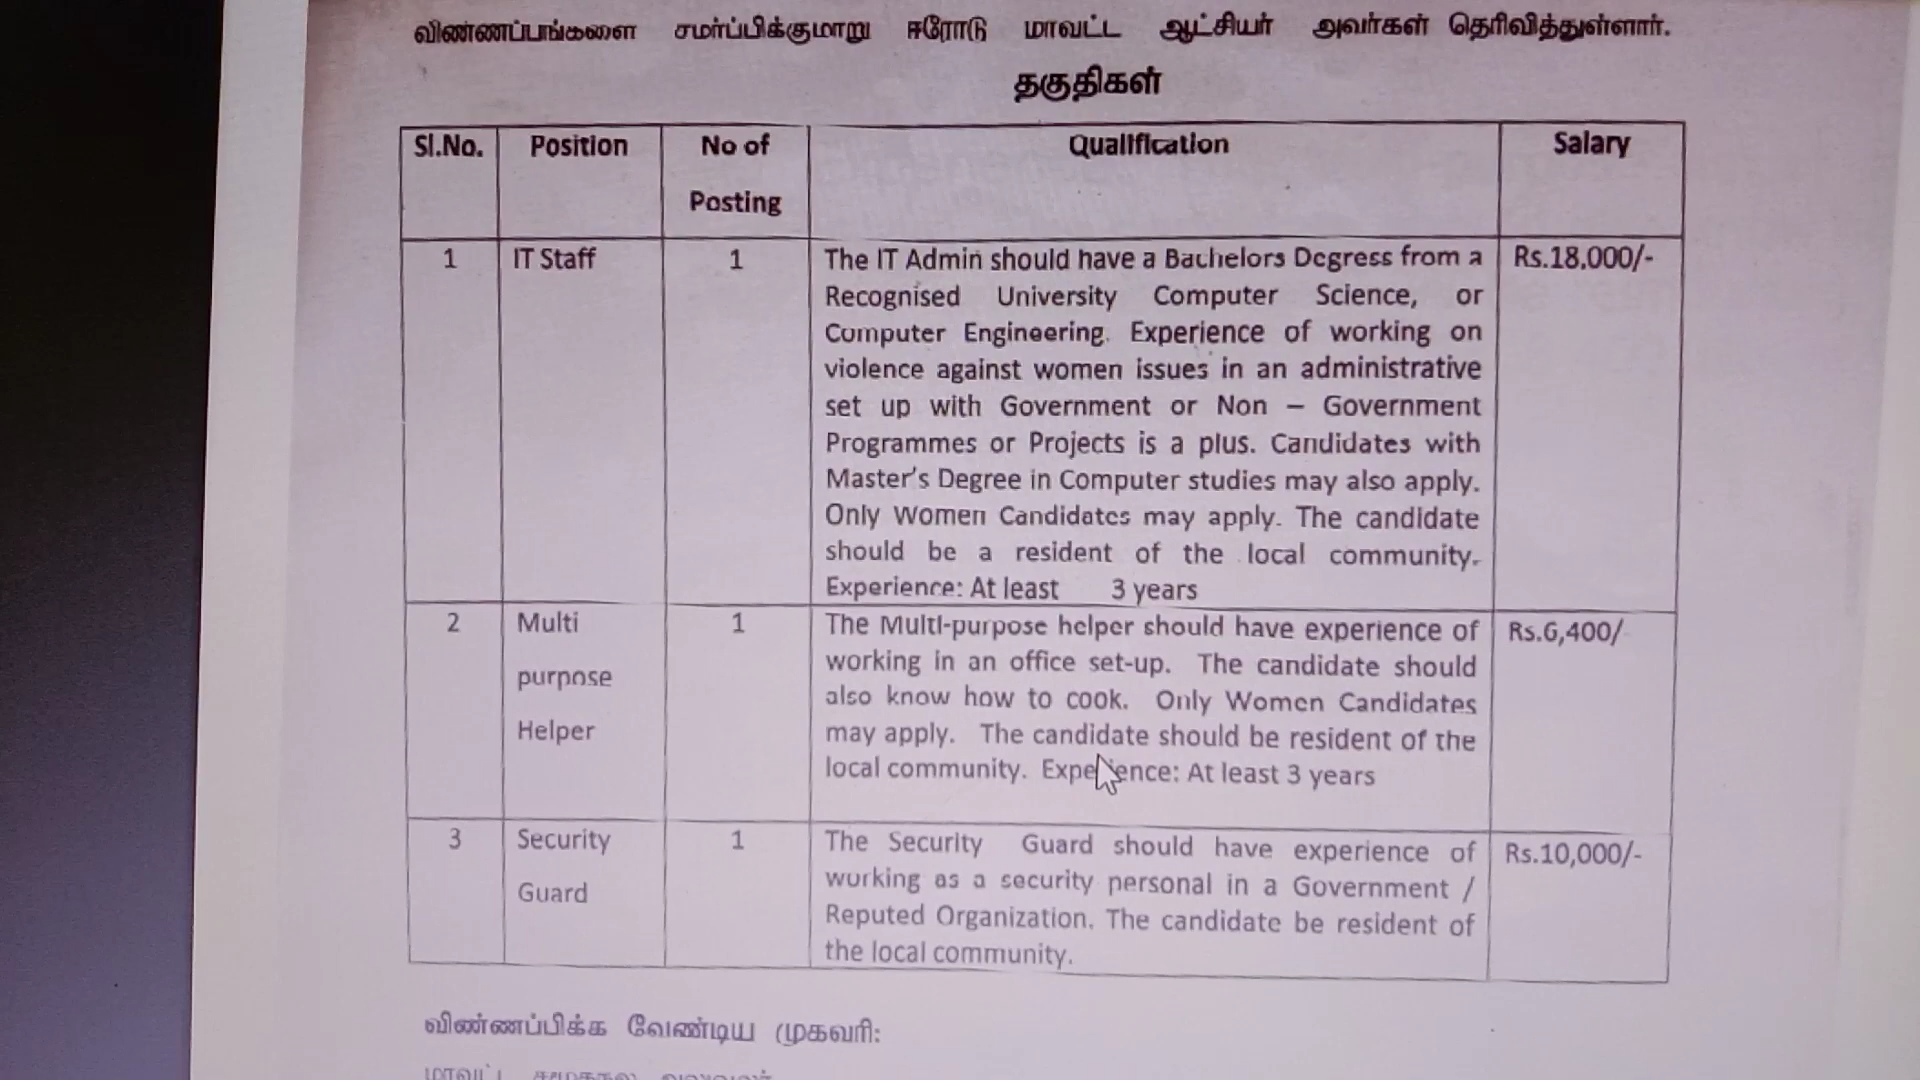 விண்ணப்பங்களை சமர்ப்பிக்குமாறு ஈரோடு மாவட்ட ஆட்சியர் அவர்கள் தெரிவித்துள்ளார்.
தகுதிகள்
Sl.No. Position No of Posting Qualification Salary
1 IT Staff 1 The IT Admin should have a Bachelors Degress from a Rs.18,000/-
Recognised University Computer Science, or
Computer Engineering. Experience of working on
violence against women issues in an administrative
set up with Government or Non – Government
Programmes or Projects is a plus. Candidates with
Master's Degree in Computer studies may also apply.
Only Women Candidates may apply. The candidate
should be a resident of the local community.
Experience: At least 3 years
2 Multi purpose Helper 1 The Multi-purpose helper should have experience of Rs.6,400/
working in an office set-up. The candidate should
also know how to cook. Only Women Candidates
may apply. The candidate should be resident of the
local community. Experience: At least 3 years
3 Security Guard 1 The Security Guard should have experience of Rs.10,000/-
working as a security personal in a Government /
Reputed Organization. The candidate be resident of
the local community.
விண்ணப்பிக்க வேண்டிய முகவரி: